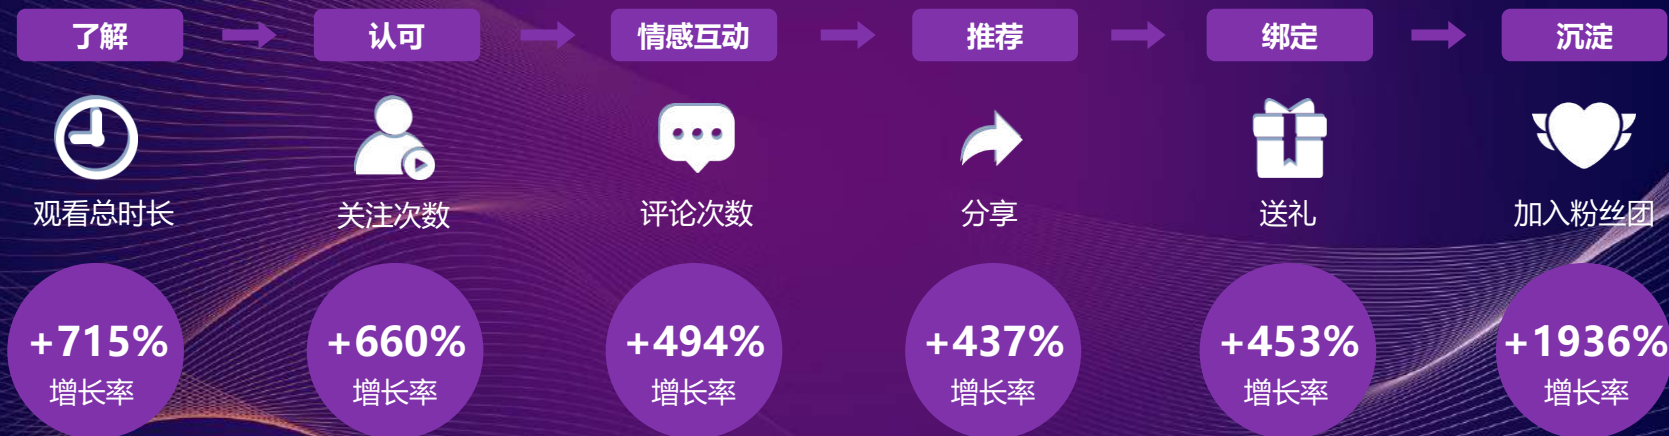 了解
认可
情感互动
推荐
绑定
沉淀
观看总时长
关注次数
评论次数
分享
送礼
加入粉丝团
+715%
增长率
+660%
增长率
+494%
增长率
+437%
增长率
+453%
增长率
+1936%
增长率